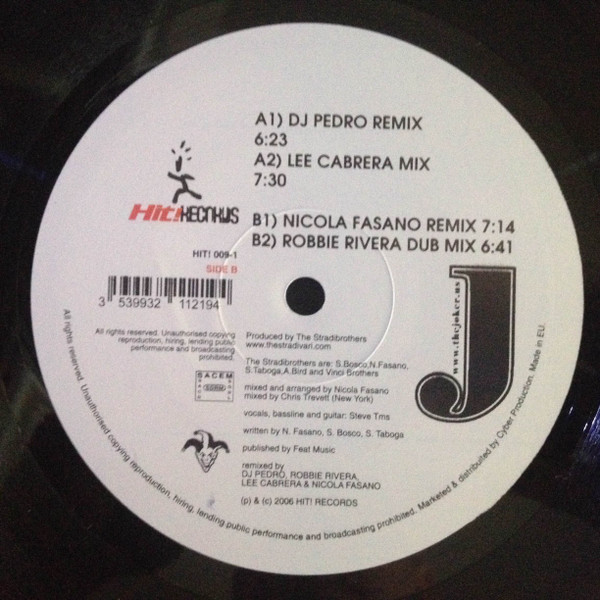 A1) DJ PEDRO REMIX
6:23
A2) LEE CABRERA MIX
7:30
Hit! RECORDS
B1) NICOLA FASANO REMIX 7:14
B2) ROBBIE RIVERA DUB MIX 6:41
HIT! 009-1
SIDE B
3 539932 112194
All rights reserved. Unauthorised copying
reproduction, hiring, lending public
performance and broadcasting
prohibited.
SACEM
Produced by The Stradibrothers
www.thestradivari.com
The Stradibrothers are: S.Bosco,N.Fasano,
S.Taboga,A.Bird and Vinci Brothers
mixed and arranged by Nicola Fasano
mixed by Chris Trevett (New York)
vocals, bassline and guitar: Steve Tms
written by N. Fasano, S. Bosco, S. Taboga
published by Feat Music
remixed by
DJ PEDRO, ROBBIE RIVERA,
LEE CABRERA & NICOLA FASANO
(p) & (c) 2006 HIT! RECORDS
J
www.thejoker.us
All rights reserved. Unauthorised copying reproduction, hiring, lending public performance and broadcasting prohibited. Marketed & distribuited by Cyber Production. Made in EU.